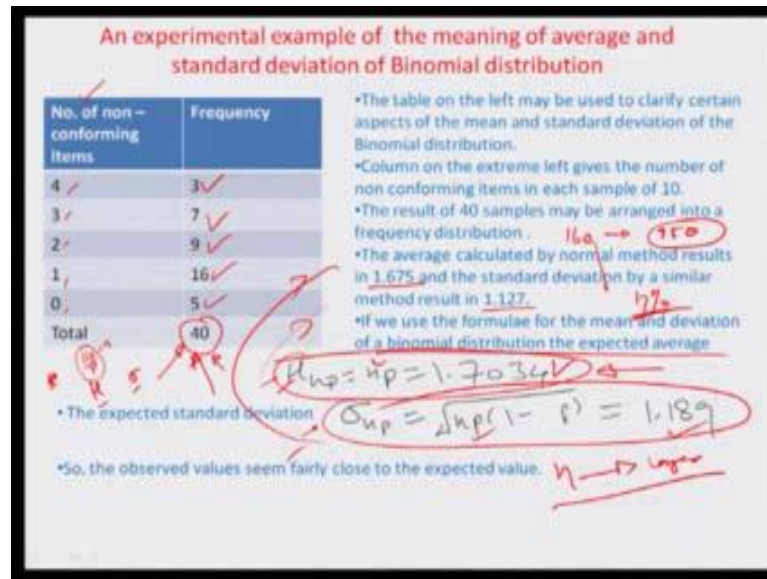 An experimental example of the meaning of average and
standard deviation of Binomial distribution
No. of non – conforming Items
Frequency
4 3
3 7
2 9
1 16
0 5
Total 40
•The table on the left may be used to clarify certain
aspects of the mean and standard deviation of the
Binomial distribution.
•Column on the extreme left gives the number of
non conforming items in each sample of 10.
•The result of 40 samples may be arranged into a
frequency distribution .
160 → 950
•The average calculated by normal method results
in 1.675 and the standard deviation by a similar
method result in 1.127.
•If we use the formulae for the mean and deviation
of a binomial distribution the expected average
μnp = np = 1.7034
• The expected standard deviation
σnp = √np(1 - p) = 1.189
•So, the observed values seem fairly close to the expected value.
n → larger